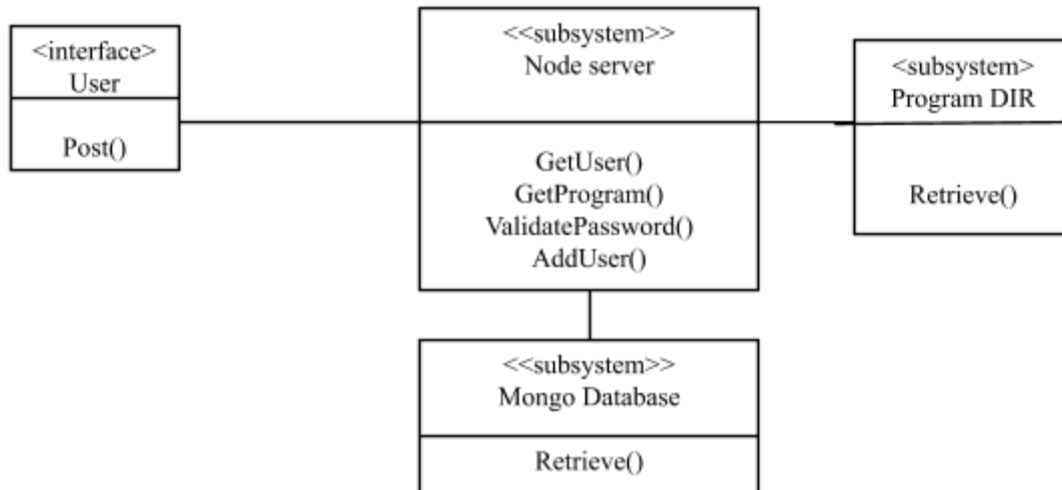 <interface>
User
Post()
<<subsystem>>
Node server
GetUser()
GetProgram()
ValidatePassword()
AddUser()
<subsystem>
Program DIR
Retrieve()
<<subsystem>>
Mongo Database
Retrieve()